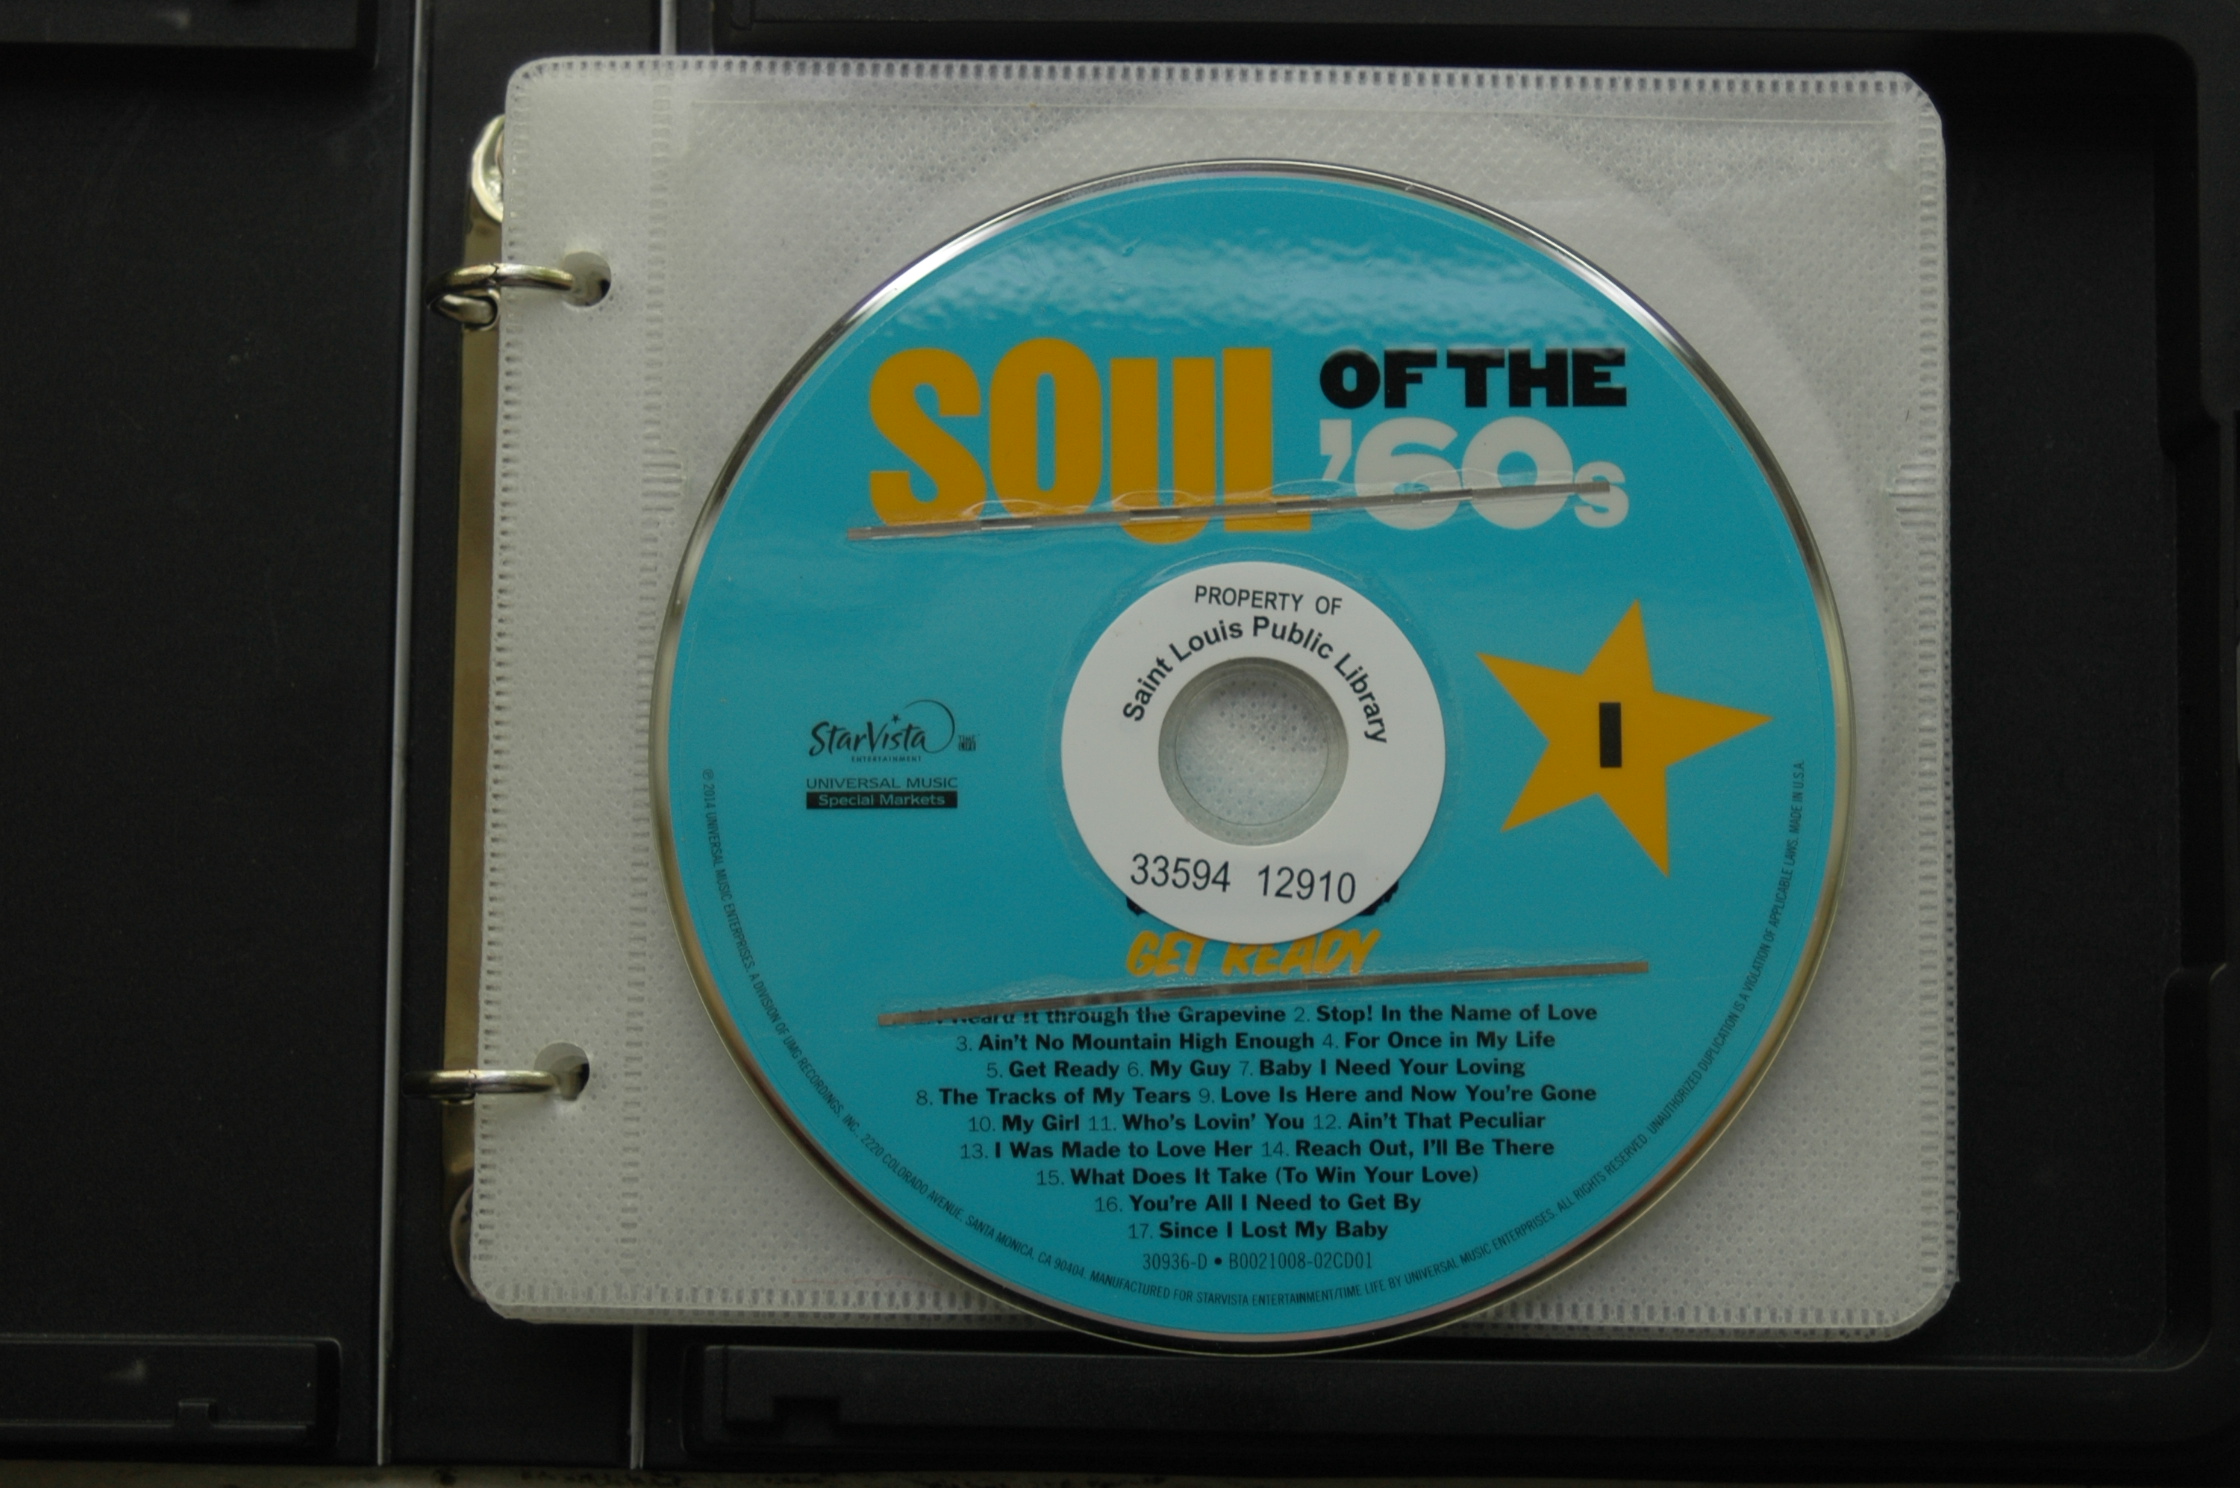 SOUL OF THE
'60s
PROPERTY OF
Saint Louis Public Library
I
StarVista
ENTERTAINMENT
TIME LIFE
UNIVERSAL MUSIC
Special Markets
33594 12910
GET READY
Heard It through the Grapevine 2. Stop! In the Name of Love
3. Ain't No Mountain High Enough 4. For Once in My Life
5. Get Ready 6. My Guy 7. Baby I Need Your Loving
8. The Tracks of My Tears 9. Love Is Here and Now You're Gone
10. My Girl 11. Who's Lovin' You 12. Ain't That Peculiar
13. I Was Made to Love Her 14. Reach Out, I'll Be There
15. What Does It Take (To Win Your Love)
16. You're All I Need to Get By
17. Since I Lost My Baby
30936-D • B0021008-02CD01
℗ 2014 UNIVERSAL MUSIC ENTERPRISES, A DIVISION OF UMG RECORDINGS, INC., 2220 COLORADO AVENUE, SANTA MONICA, CA 90404. MANUFACTURED FOR STARVISTA ENTERTAINMENT/TIME LIFE BY UNIVERSAL MUSIC ENTERPRISES. ALL RIGHTS RESERVED. UNAUTHORIZED DUPLICATION IS A VIOLATION OF APPLICABLE LAWS. MADE IN U.S.A.